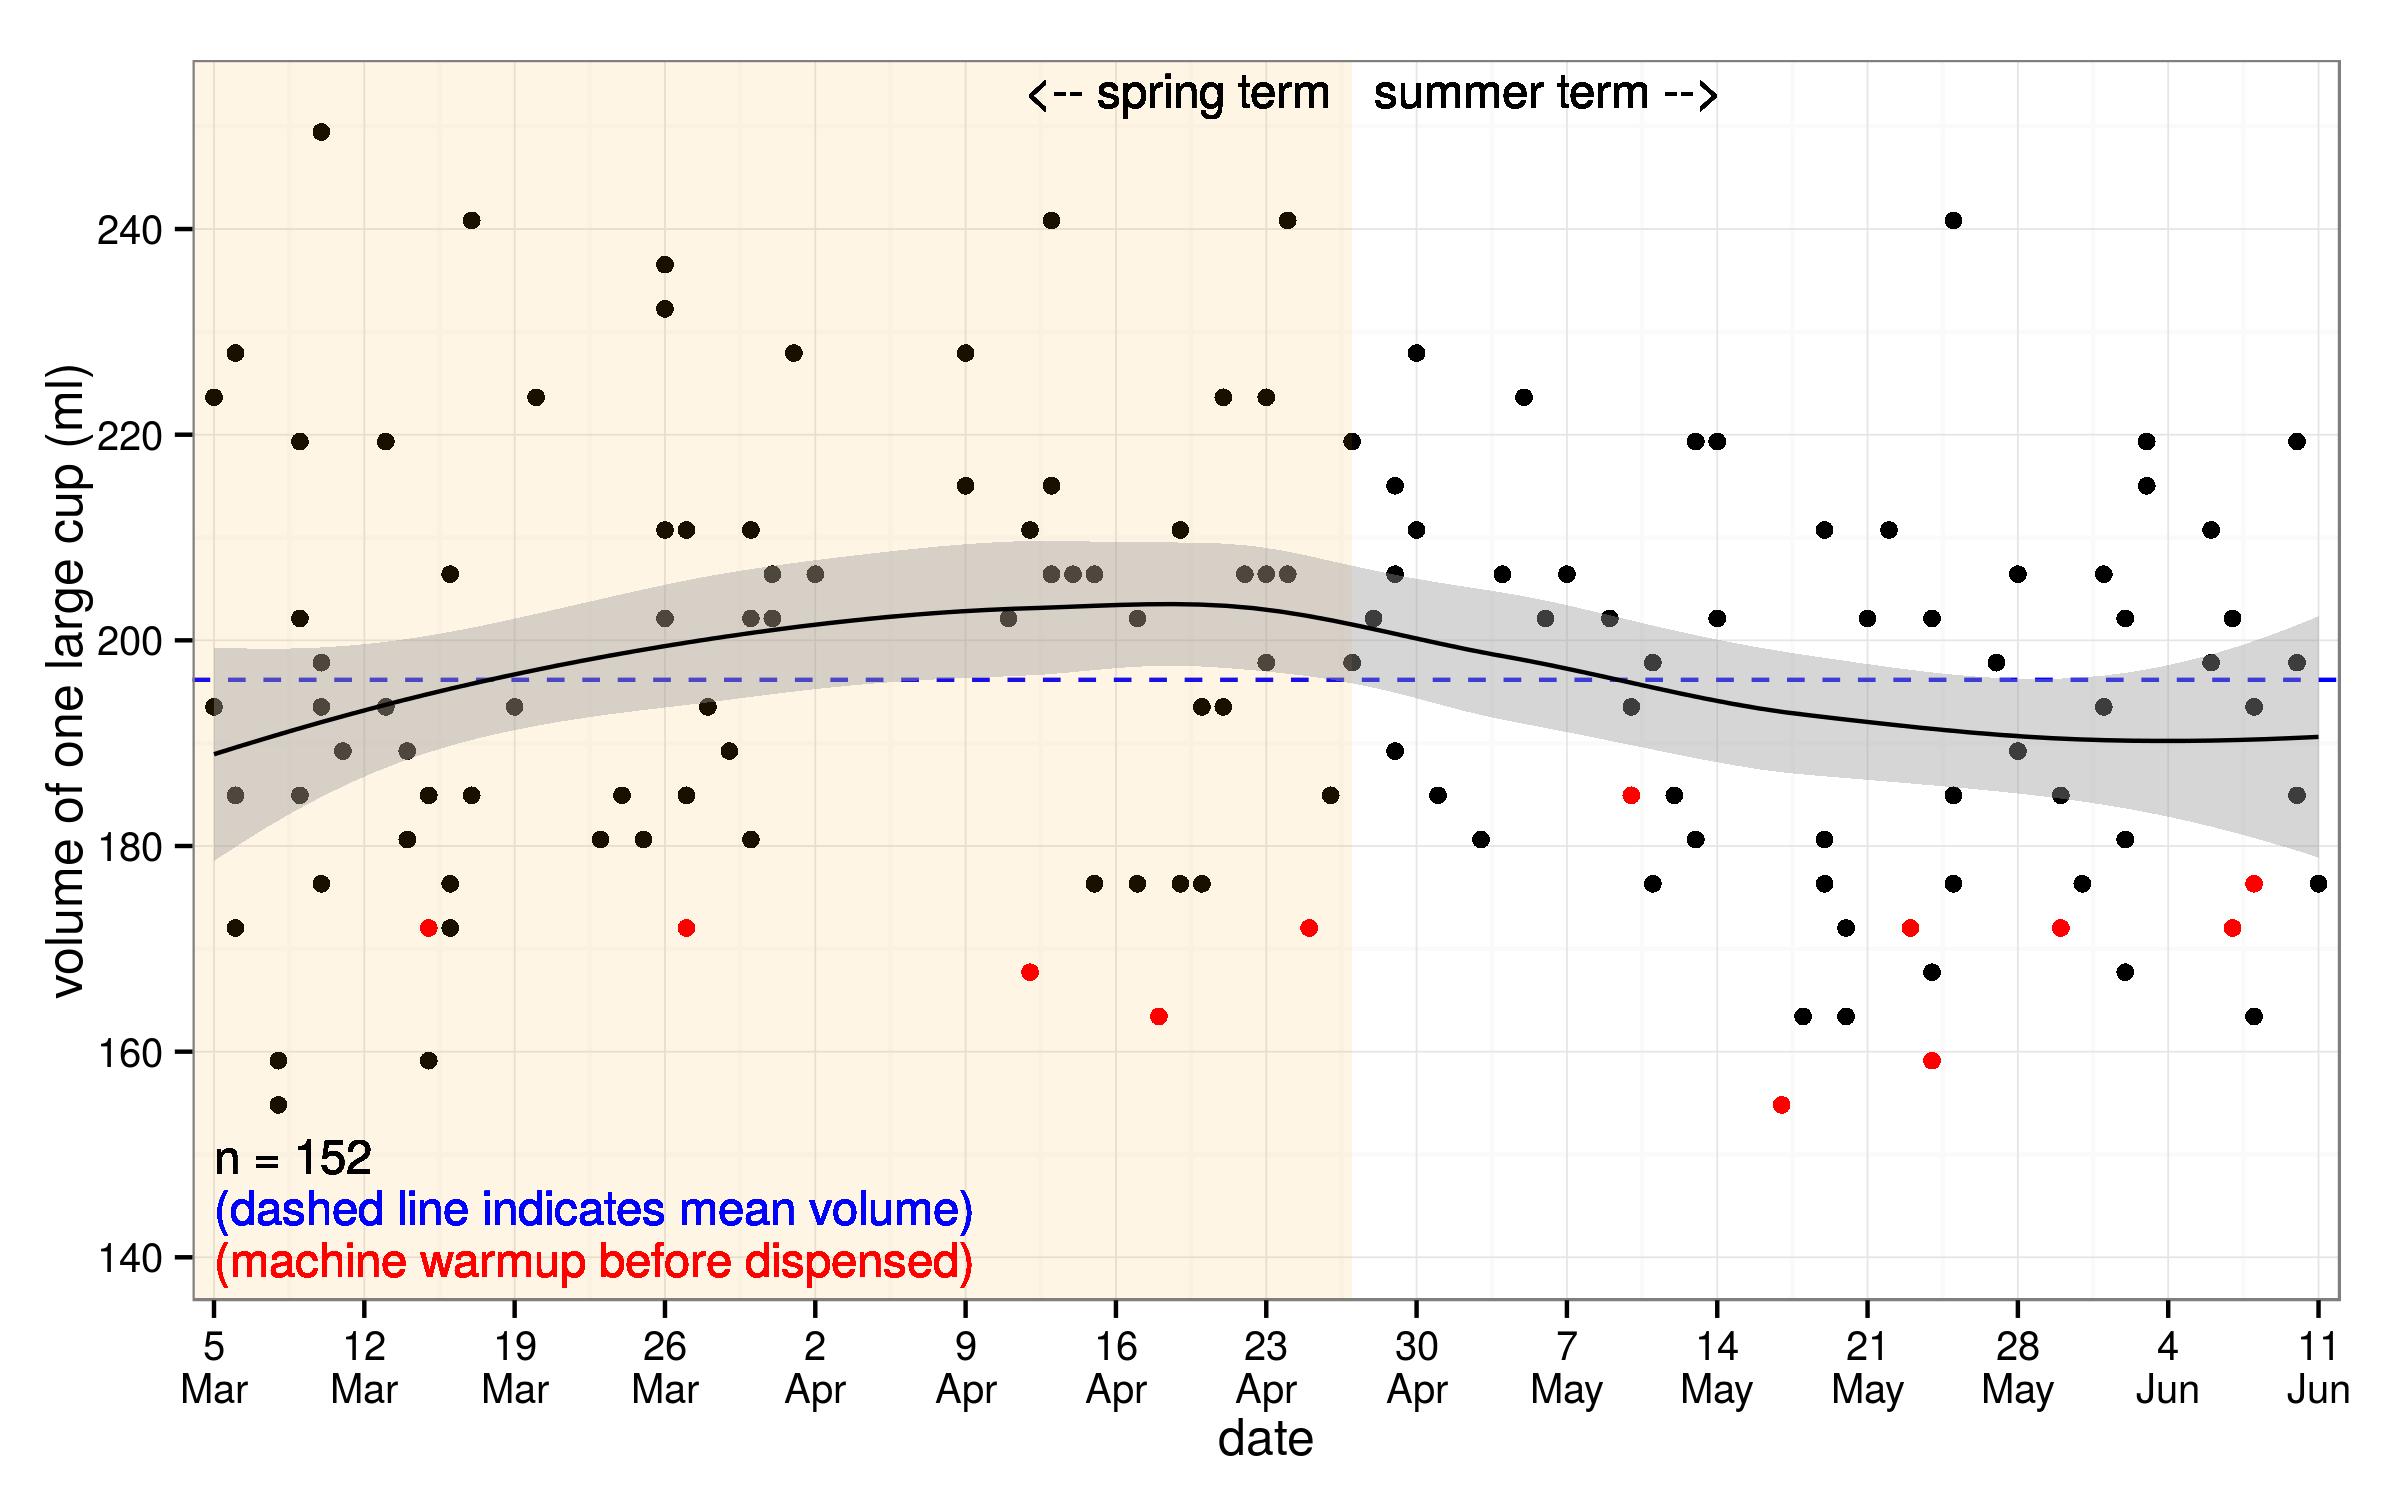 <-- spring term
summer term -->
volume of one large cup (ml)
240
220
200
180
160
140
n = 152
(dashed line indicates mean volume)
(machine warmup before dispensed)
5 Mar
12 Mar
19 Mar
26 Mar
2 Apr
9 Apr
16 Apr
23 Apr
30 Apr
7 May
14 May
21 May
28 May
4 Jun
11 Jun
date